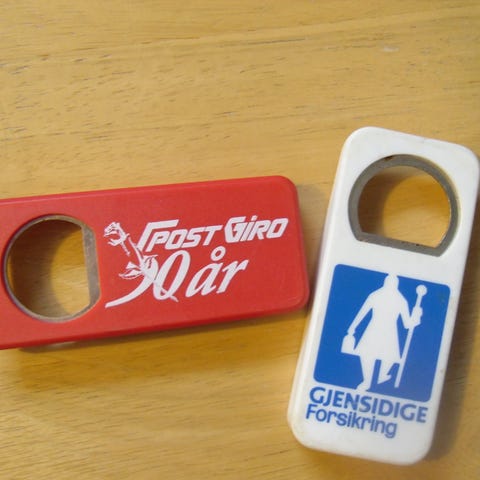 POST GIRO
50 år
GJENSIDIGE
Forsikring